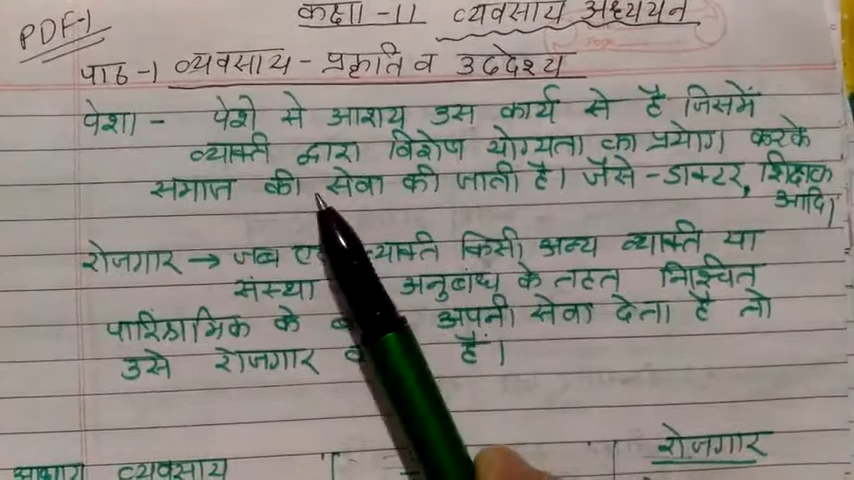 PDF-1
कक्षा -11 व्यवसाय अध्ययन
पाठ-1 व्यवसाय - प्रकृति व उद्देश्य
पेशा - पेशे से आशय उस कार्य से है जिसमें
व्यक्ती द्वारा विशेष योग्यता का प्रयोग करके
समाज की सेवा की जाती है। जैसे - डाक्टर, शिक्षक
आदि।
रोजगार → जब व्यक्ति किसी अन्य व्यक्ति या
संस्था अनुबंध के तहत निश्चित
पारिश्रमिक के अपनी सेवा देता है तो
उसे रोजगार हैं।
रोजगार
व्यवसाय